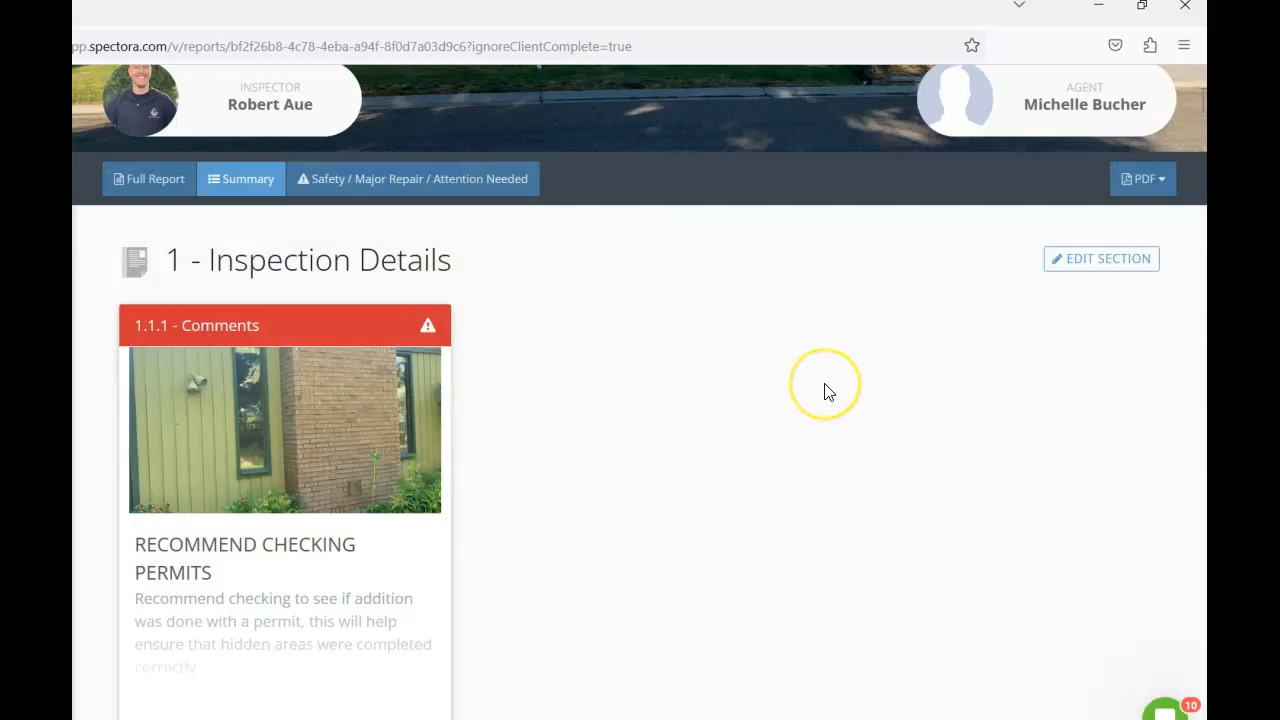 pp.spectora.com/v/reports/bf2f26b8-4c78-4eba-a94f-8f0d7a03d9c6?ignoreClientComplete=true
INSPECTOR
Robert Aue
AGENT
Michelle Bucher
Full Report
Summary
Safety / Major Repair / Attention Needed
PDF
1 - Inspection Details
EDIT SECTION
1.1.1 - Comments
RECOMMEND CHECKING
PERMITS
Recommend checking to see if addition
was done with a permit, this will help
ensure that hidden areas were completed
correctly.
10